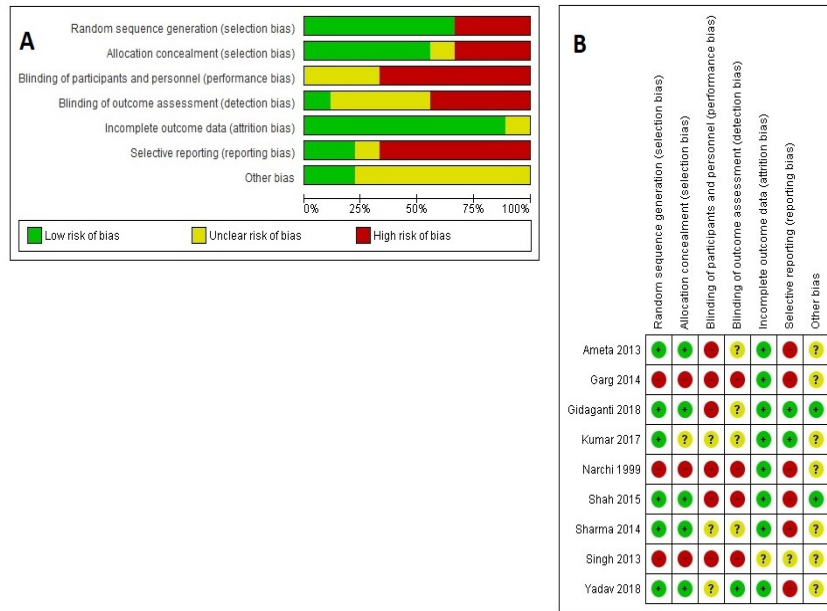 A
Random sequence generation (selection bias)
Allocation concealment (selection bias)
Blinding of participants and personnel (performance bias)
Blinding of outcome assessment (detection bias)
Incomplete outcome data (attrition bias)
Selective reporting (reporting bias)
Other bias
0% 25% 50% 75% 100%
Low risk of bias Unclear risk of bias High risk of bias
B
Random sequence generation (selection bias)
Allocation concealment (selection bias)
Blinding of participants and personnel (performance bias)
Blinding of outcome assessment (detection bias)
Incomplete outcome data (attrition bias)
Selective reporting (reporting bias)
Other bias
Ameta 2013 + + - ? + - ?
Garg 2014 - - - - + - ?
Gidaganti 2018 + + - ? + + +
Kumar 2017 + ? ? ? + + ?
Narchi 1999 - - - - + - ?
Shah 2015 + + - - + - +
Sharma 2014 + + ? ? + - ?
Singh 2013 - - - - ? ? ?
Yadav 2018 + + ? + + - ?